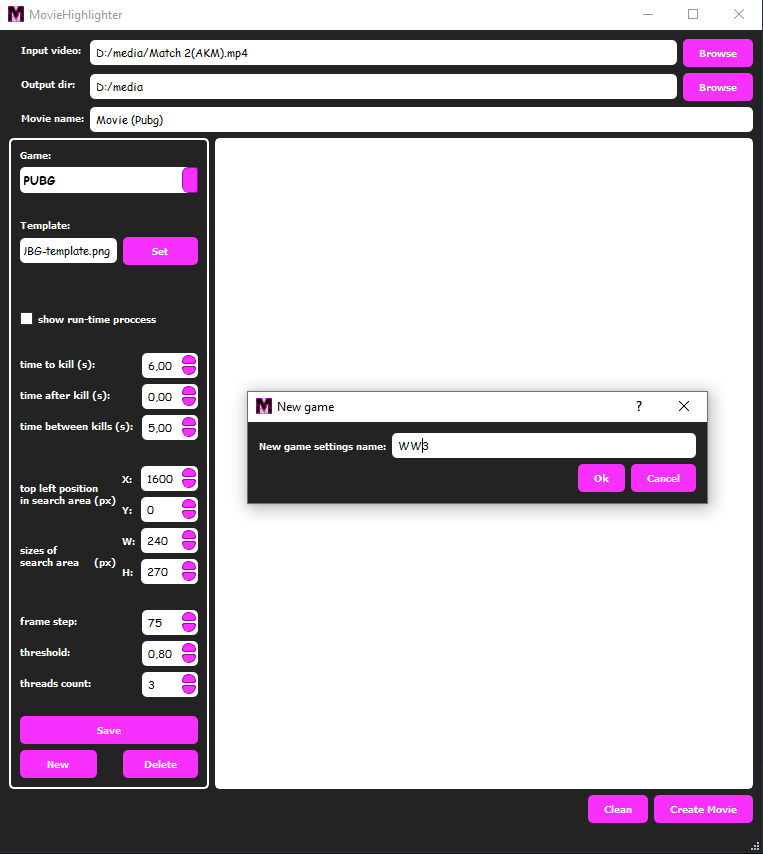 MovieHighlighter
Input video: D:/media/Match 2(AKM).mp4 Browse
Output dir: D:/media Browse
Movie name: Movie (Pubg)
Game:
PUBG
Template:
JBG-template.png Set
show run-time proccess
time to kill (s): 6,00
time after kill (s): 0,00
time between kills (s): 5,00
top left position
in search area (px)
X: 1600
Y: 0
sizes of
search area (px)
W: 240
H: 270
frame step: 75
threshold: 0,80
threads count: 3
Save
New Delete
New game ?
New game settings name: WW3
Ok Cancel
Clean Create Movie